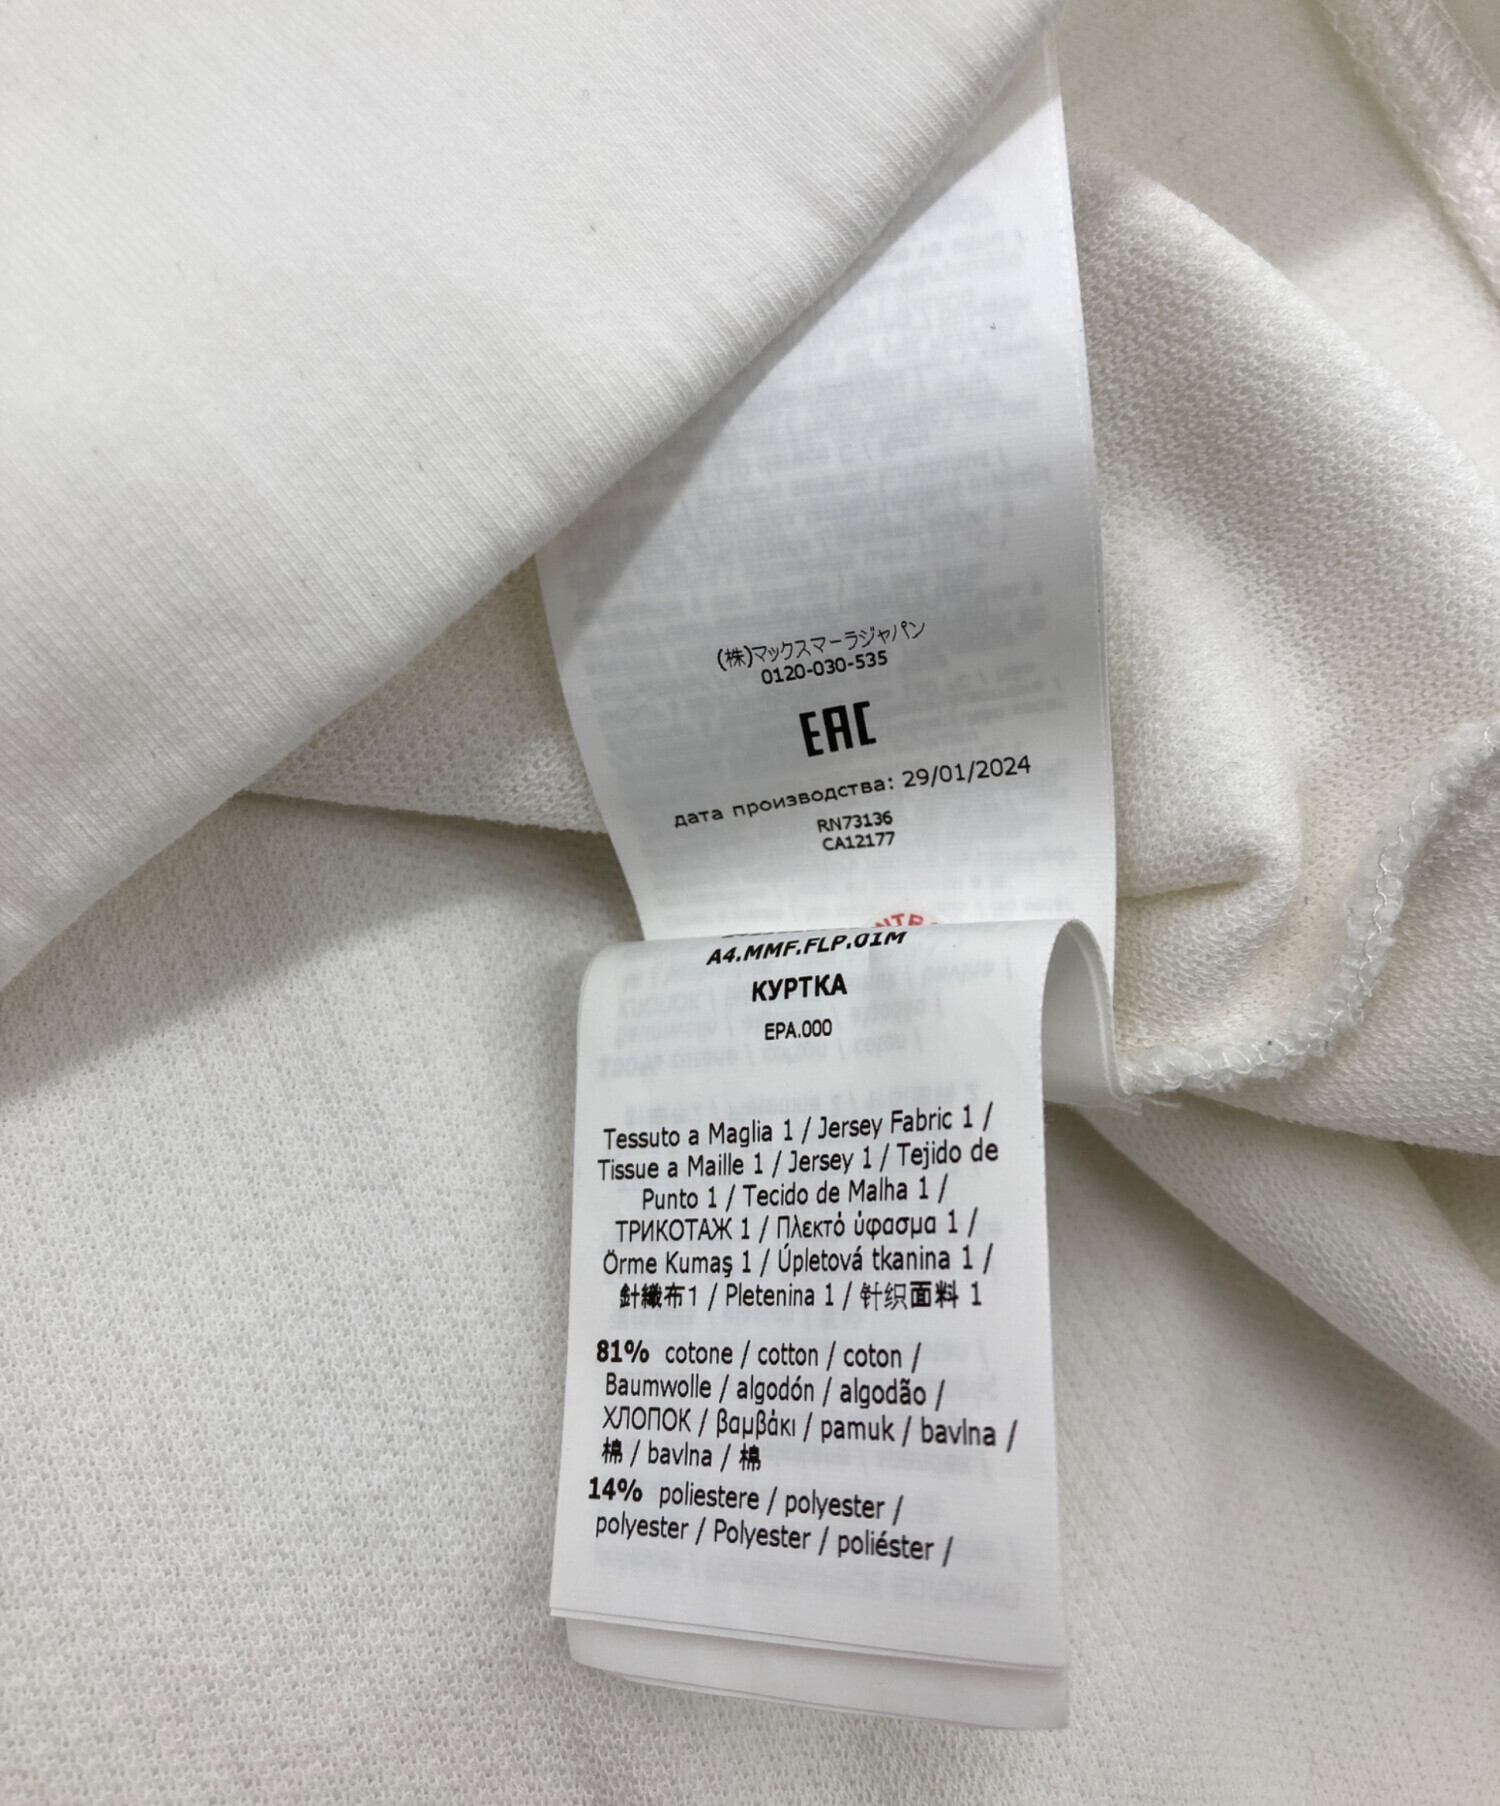 (株)マックスマーラジャパン
0120-030-535
EAC
дата производства: 29/01/2024
RN73136
CA12177
NTR
A4.MMF.FLP.01M
КУРТКА
EPA.000
Tessuto a Maglia 1 / Jersey Fabric 1 /
Tissue a Maille 1 / Jersey 1 / Tejido de
Punto 1 / Tecido de Malha 1 /
ТРИКОТАЖ 1 / Πλεκτό ύφασμα 1 /
Örme Kumaş 1 / Úpletová tkanina 1 /
針織布1 / Pletenina 1 / 针织面料 1
81% cotone / cotton / coton /
Baumwolle / algodón / algodão /
ХЛОПОК / βαμβάκι / pamuk / bavlna /
棉 / bavlna / 棉
14% poliestere / polyester /
polyester / Polyester / poliéster /